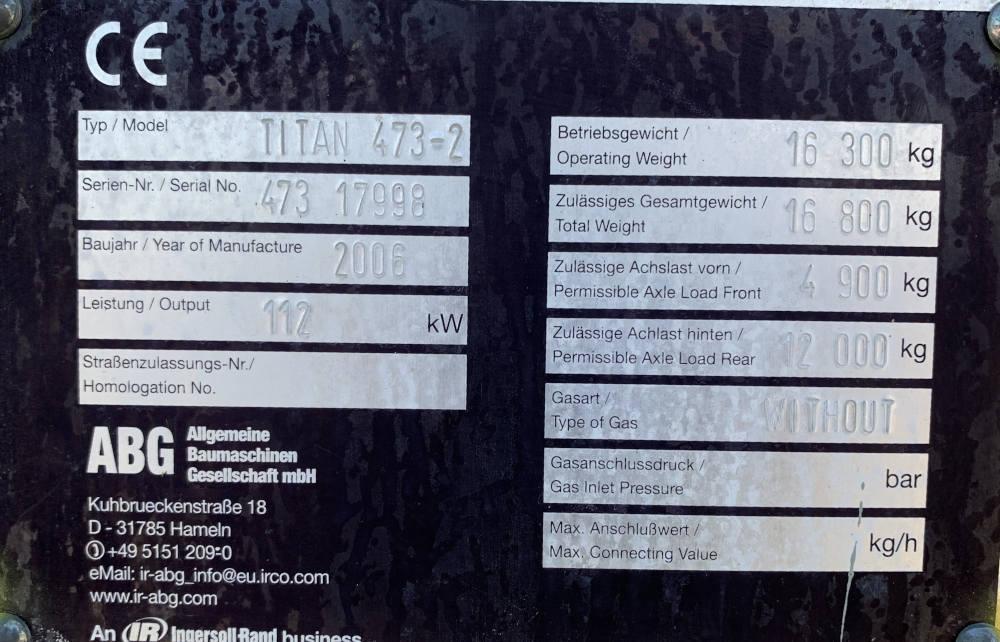 CE
Typ / Model TITAN 473-2
Serien-Nr. / Serial No. 473 17998
Baujahr / Year of Manufacture 2006
Leistung / Output 112 kW
Straßenzulassungs-Nr./
Homologation No.
ABG Allgemeine
Baumaschinen
Gesellschaft mbH
Kuhbrueckenstraße 18
D - 31785 Hameln
+49 5151 209-0
eMail: ir-abg_info@eu.irco.com
www.ir-abg.com
An IR Ingersoll-Rand business
Betriebsgewicht /
Operating Weight 16 300 kg
Zulässiges Gesamtgewicht /
Total Weight 16 800 kg
Zulässige Achslast vorn /
Permissible Axle Load Front 4 900 kg
Zulässige Achlast hinten /
Permissible Axle Load Rear 12 000 kg
Gasart /
Type of Gas WITHOUT
Gasanschlussdruck /
Gas Inlet Pressure bar
Max. Anschlußwert /
Max. Connecting Value kg/h